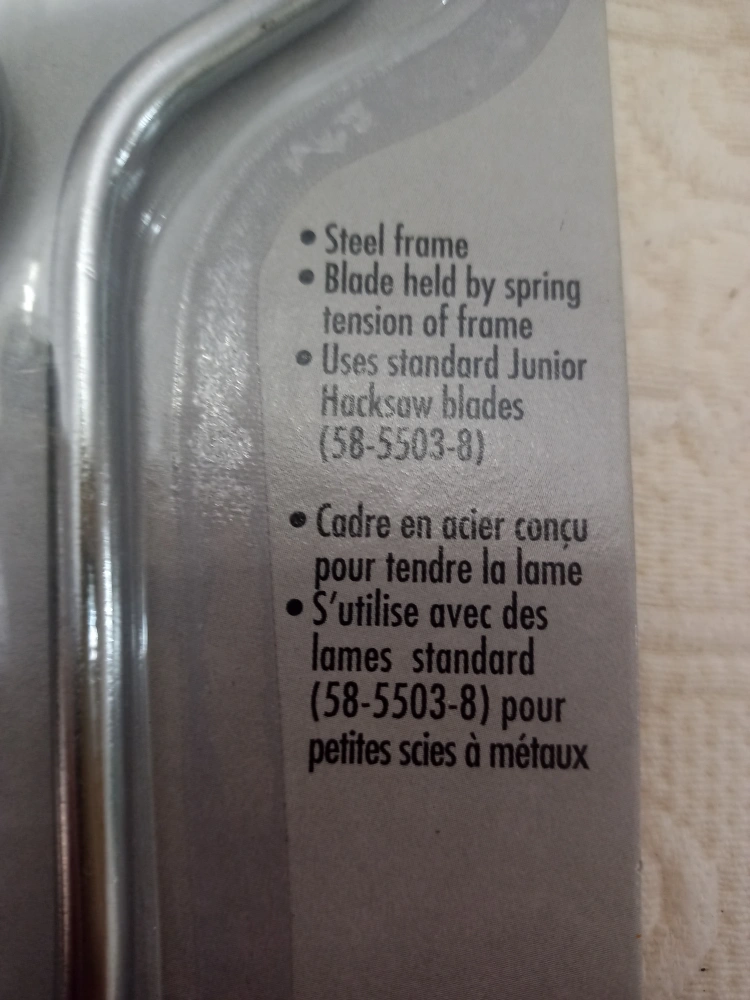 • Steel frame
• Blade held by spring
tension of frame
• Uses standard Junior
Hacksaw blades
(58-5503-8)
• Cadre en acier conçu
pour tendre la lame
• S'utilise avec des
lames standard
(58-5503-8) pour
petites scies à métaux